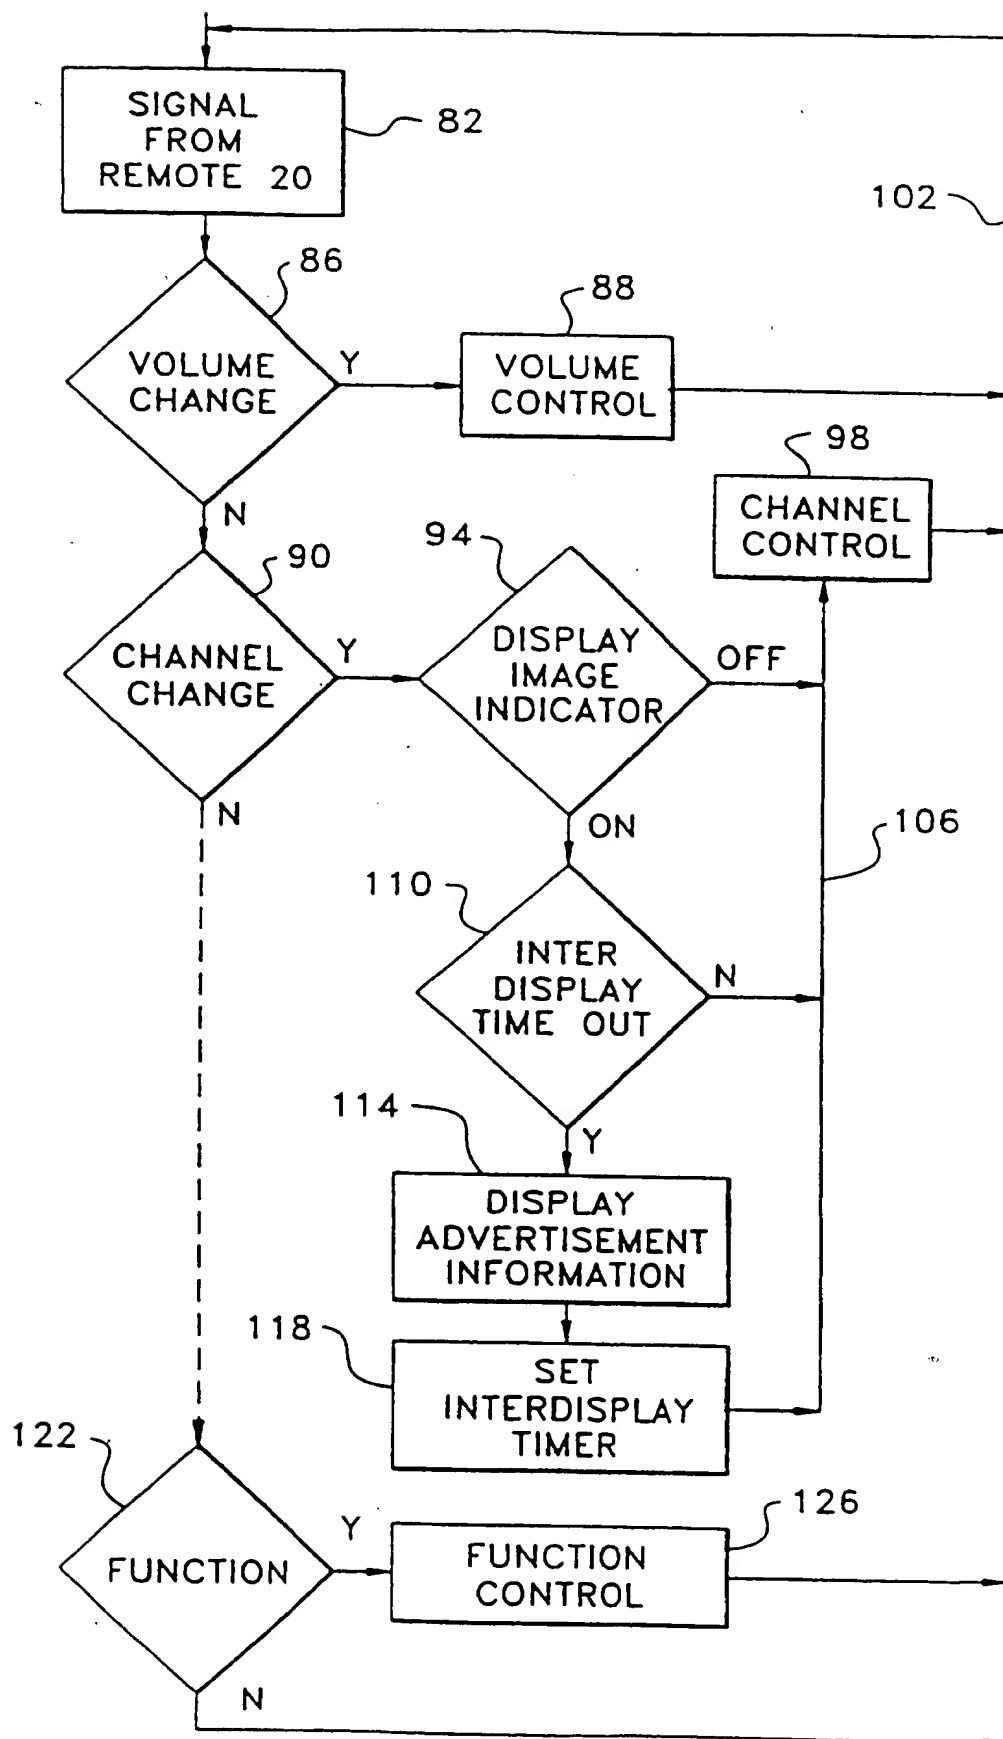 SIGNAL
FROM
REMOTE 20
82
102
86
VOLUME
CHANGE
Y
N
88
VOLUME
CONTROL
98
CHANNEL
CONTROL
90
CHANNEL
CHANGE
Y
N
94
DISPLAY
IMAGE
INDICATOR
OFF
ON
106
110
INTER
DISPLAY
TIME OUT
N
Y
114
DISPLAY
ADVERTISEMENT
INFORMATION
118
SET
INTERDISPLAY
TIMER
122
FUNCTION
Y
N
126
FUNCTION
CONTROL